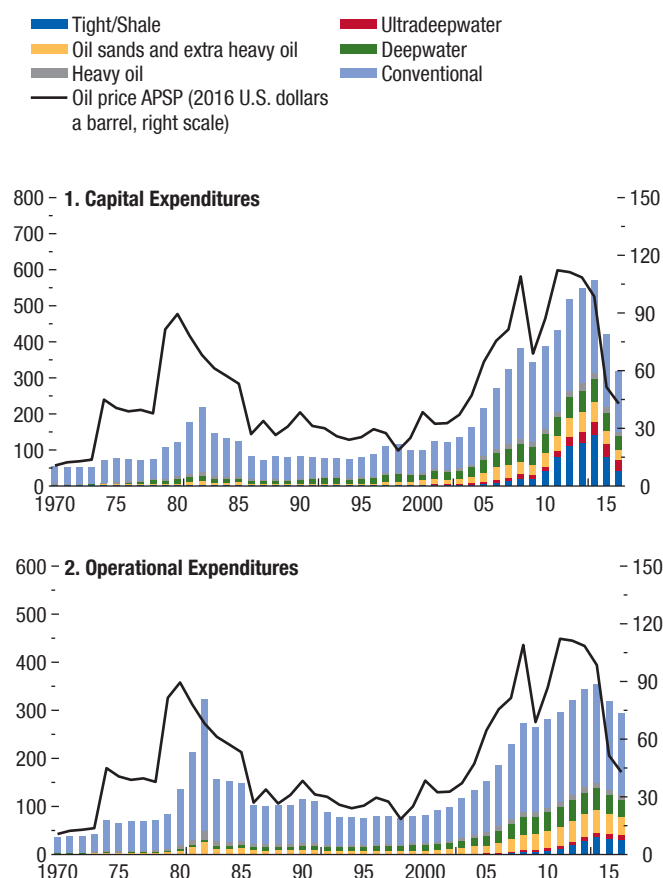 Tight/Shale
Oil sands and extra heavy oil
Heavy oil
Oil price APSP (2016 U.S. dollars
a barrel, right scale)
Ultradeepwater
Deepwater
Conventional
1. Capital Expenditures
800
700
600
500
400
300
200
100
0
150
120
90
60
30
0
1970 75 80 85 90 95 2000 05 10 15
2. Operational Expenditures
600
500
400
300
200
100
0
150
120
90
60
30
0
1970 75 80 85 90 95 2000 05 10 15